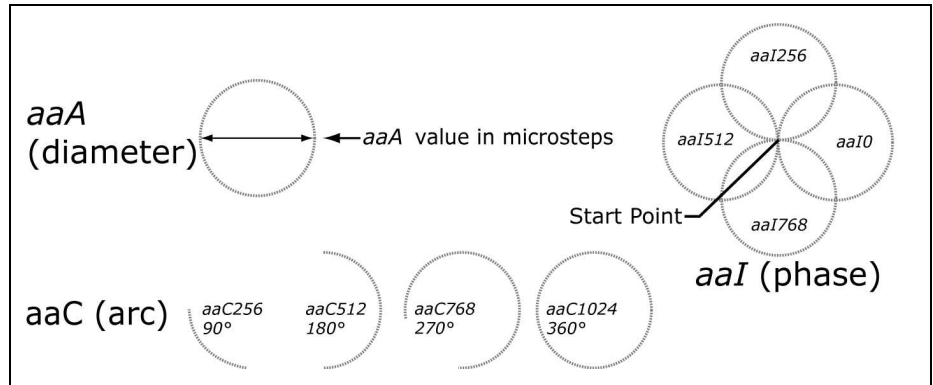 aaA
(diameter)
aaA value in microsteps
aaI256
aaI512
aaI0
aaI768
Start Point
aaI (phase)
aaC (arc)
aaC256
90°
aaC512
180°
aaC768
270°
aaC1024
360°